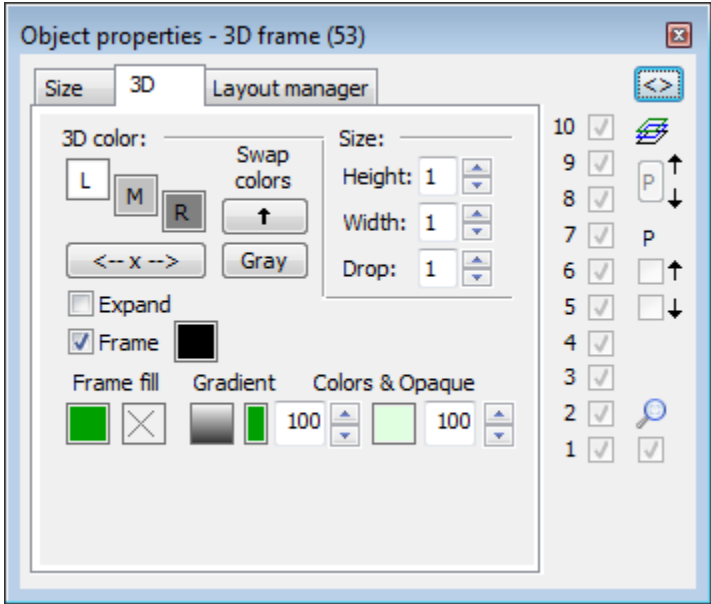 Object properties - 3D frame (53)
Size 3D Layout manager
<>
3D color: Size:
L M R
Swap
colors
Height: 1
Width: 1
<-- x --> Gray
Drop: 1
Expand
Frame
Frame fill Gradient Colors & Opaque
100 100
10
9
P
8
7 P
6
5
4
3
2
1